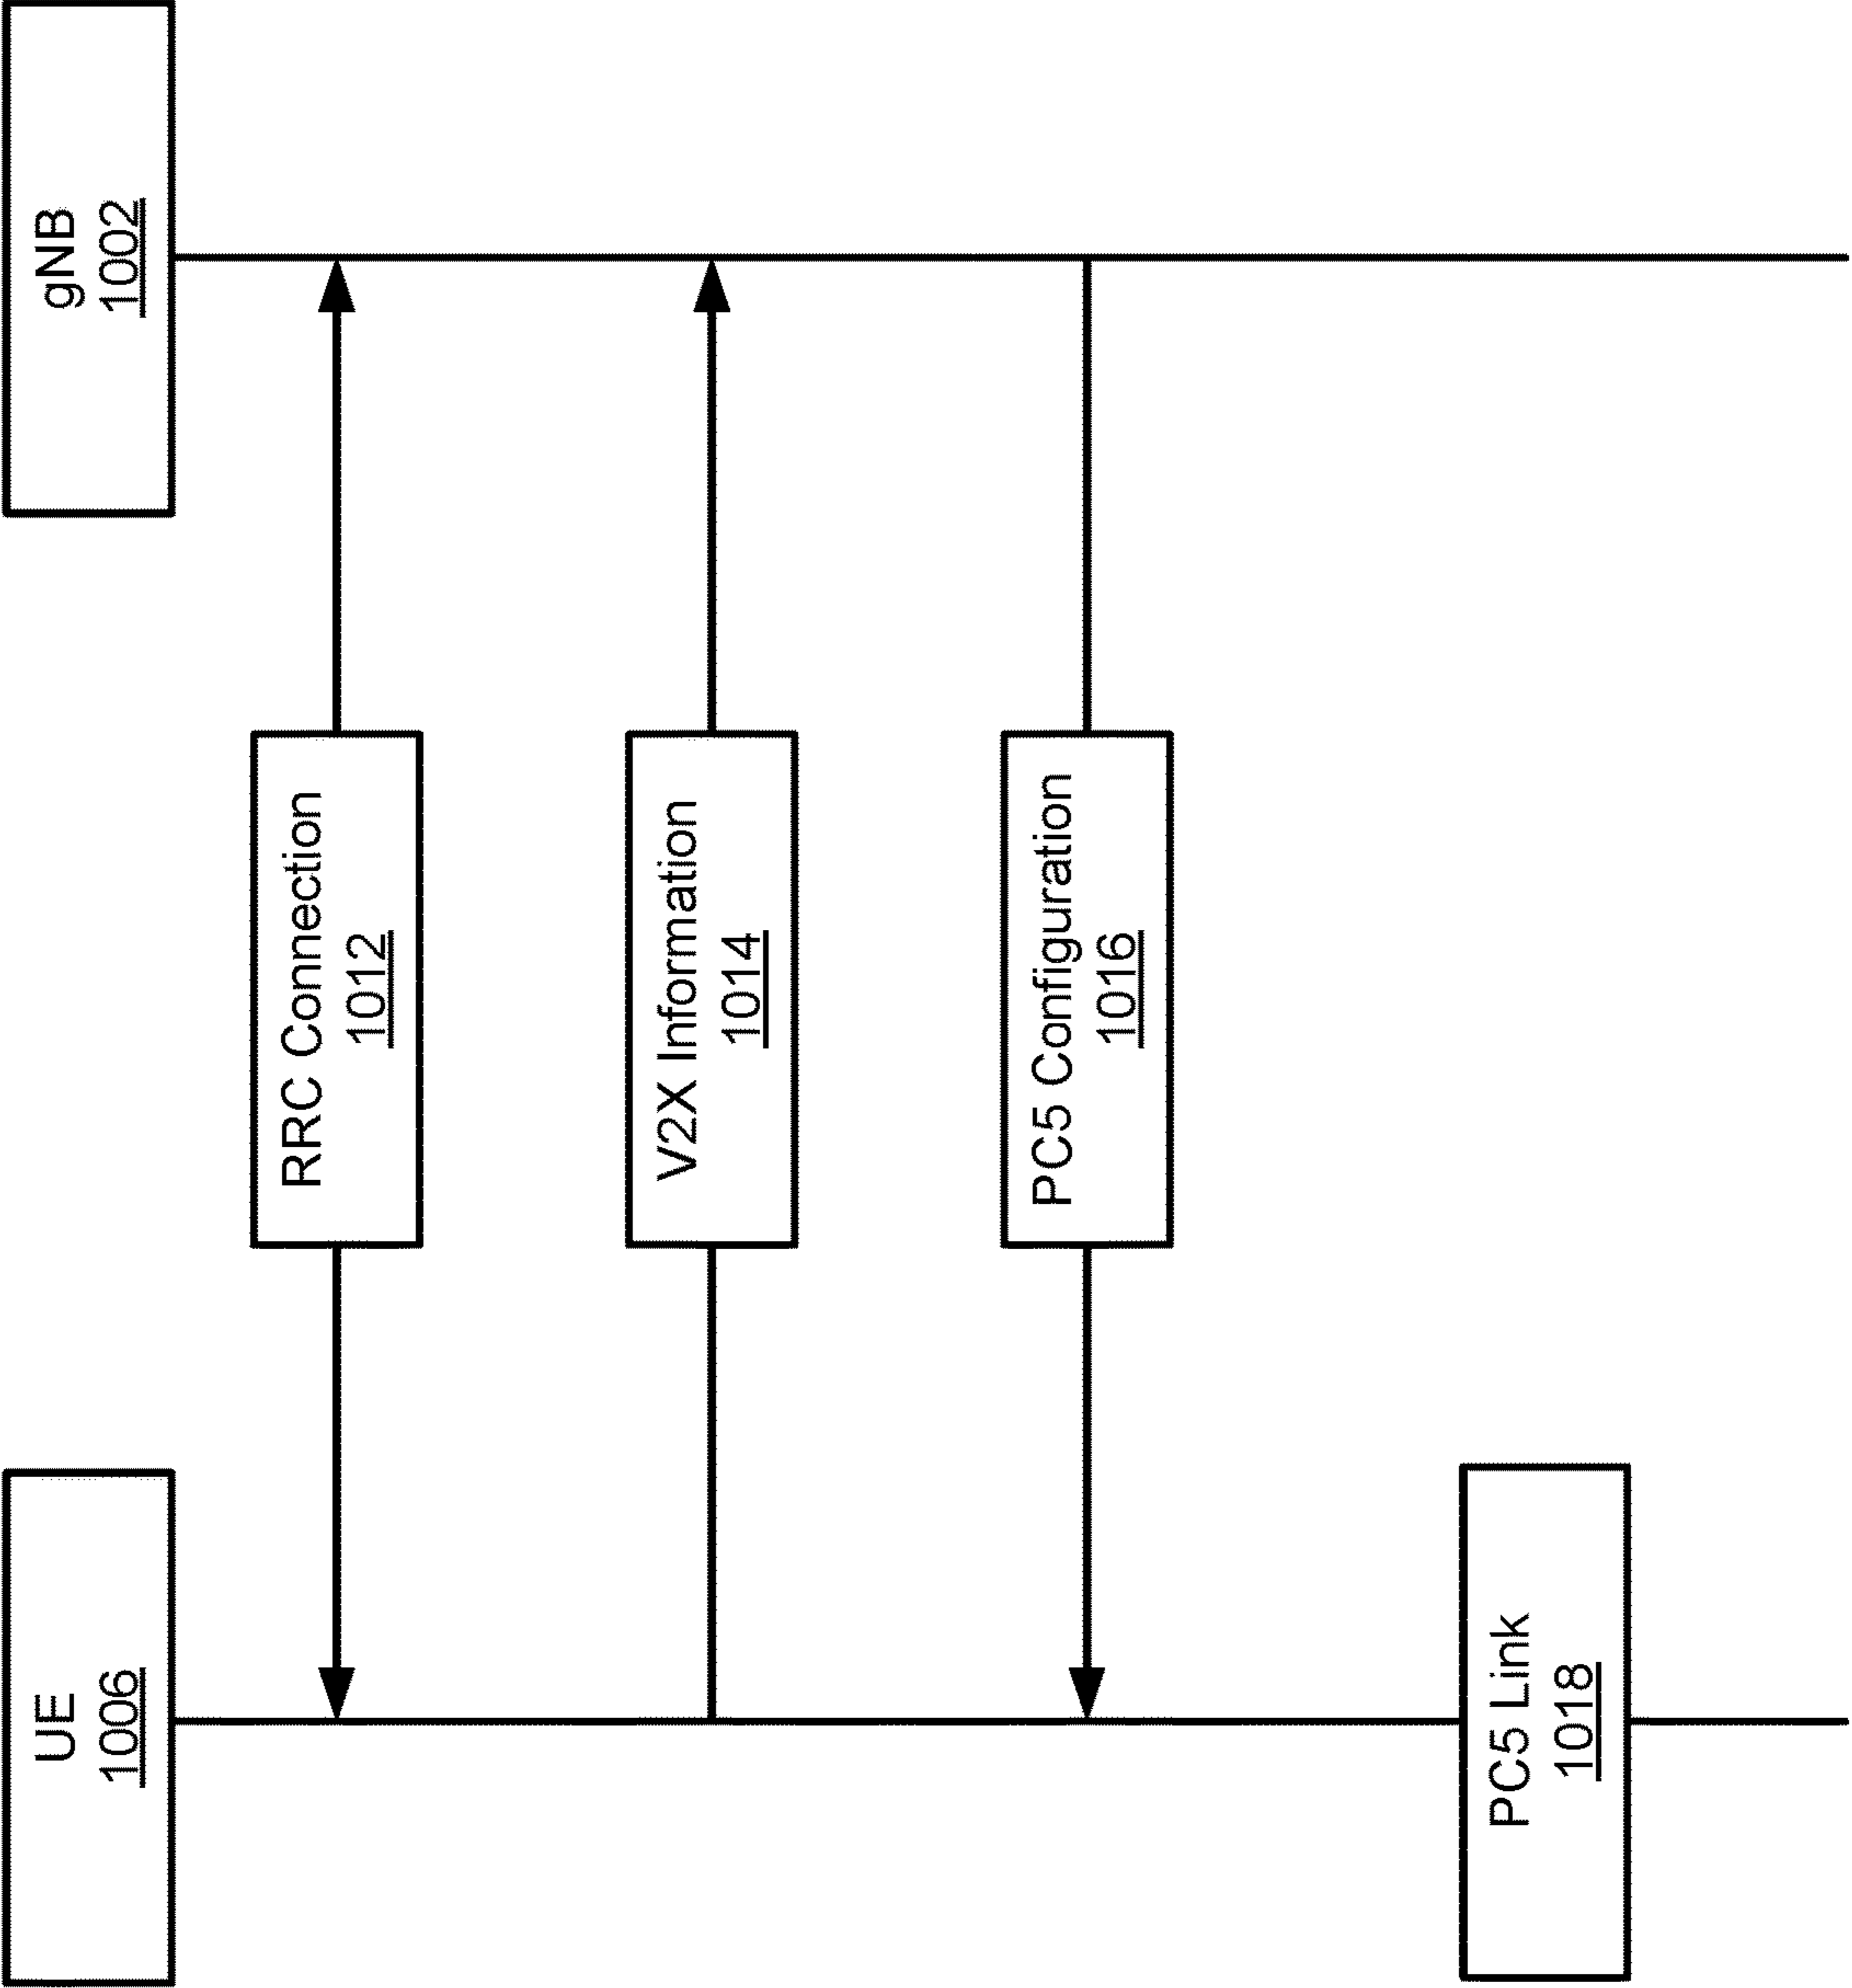 UE
1006
gNB
1002
RRC Connection
1012
V2X Information
1014
PC5 Configuration
1016
PC5 Link
1018